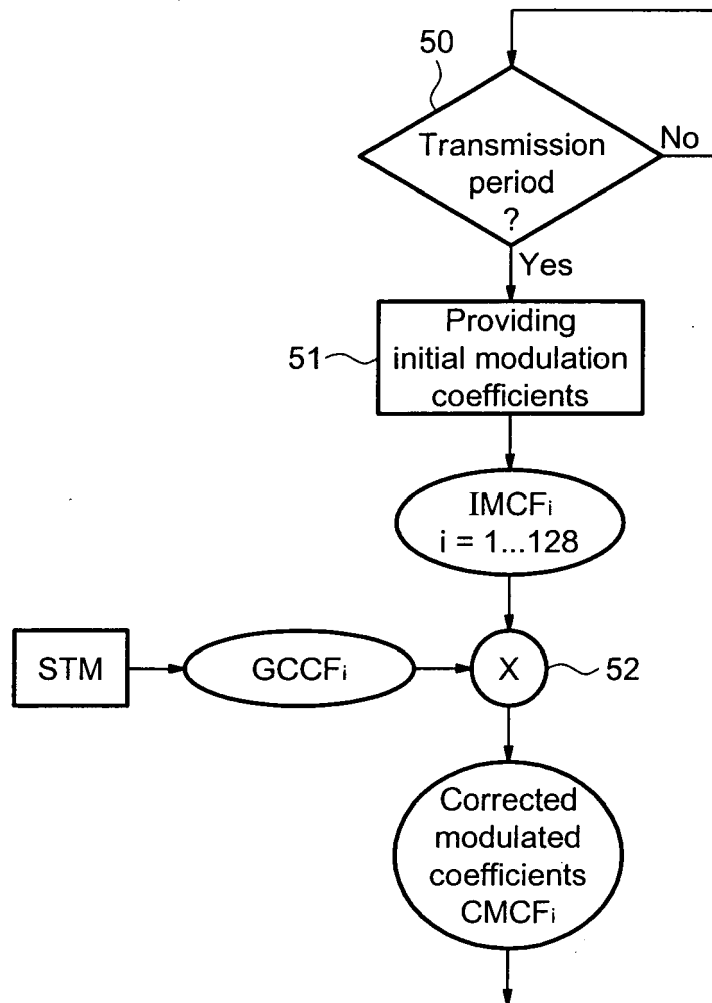 50
Transmission
period
?
No
Yes
51
Providing
initial modulation
coefficients
IMCFi
i = 1...128
STM
GCCFi
X
52
Corrected
modulated
coefficients
CMCFi